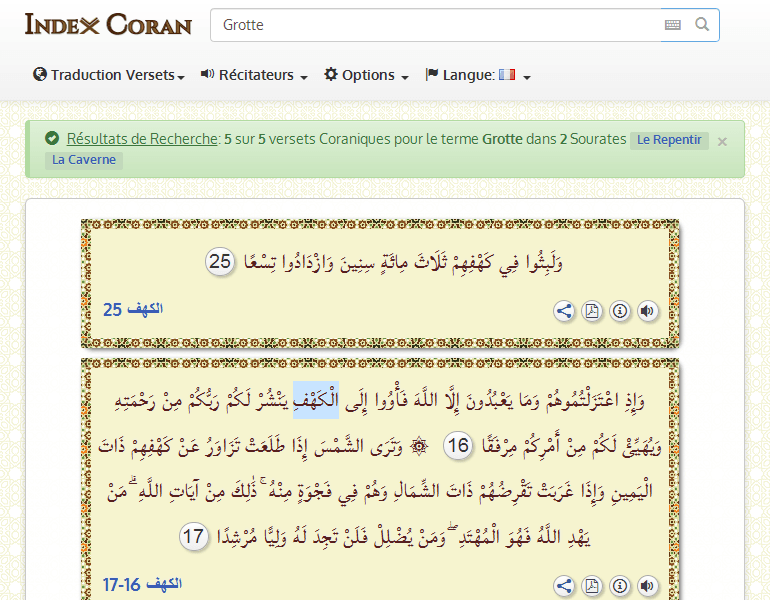 INDEX CORAN
Grotte
Traduction Versets Récitateurs Options Langue:
Résultats de Recherche: 5 sur 5 versets Coraniques pour le terme Grotte dans 2 Sourates Le Repentir ×
La Caverne
وَلَبِثُوا فِي كَهْفِهِمْ ثَلَاثَ مِائَةٍ سِنِينَ وَازْدَادُوا تِسْعًا 25
الكهف 25
وَإِذِ اعْتَزَلْتُمُوهُمْ وَمَا يَعْبُدُونَ إِلَّا اللَّهَ فَأْوُوا إِلَى الْكَهْفِ يَنْشُرْ لَكُمْ رَبُّكُمْ مِنْ رَحْمَتِهِ
وَيُهَيِّئْ لَكُمْ مِنْ أَمْرِكُمْ مِرْفَقًا 16 ۞ وَتَرَى الشَّمْسَ إِذَا طَلَعَتْ تَزَاوَرُ عَنْ كَهْفِهِمْ ذَاتَ
الْيَمِينِ وَإِذَا غَرَبَتْ تَقْرِضُهُمْ ذَاتَ الشِّمَالِ وَهُمْ فِي فَجْوَةٍ مِنْهُ ۚ ذَٰلِكَ مِنْ آيَاتِ اللَّهِ ۗ مَنْ
يَهْدِ اللَّهُ فَهُوَ الْمُهْتَدِ ۖ وَمَنْ يُضْلِلْ فَلَنْ تَجِدَ لَهُ وَلِيًّا مُرْشِدًا 17
الكهف 16-17